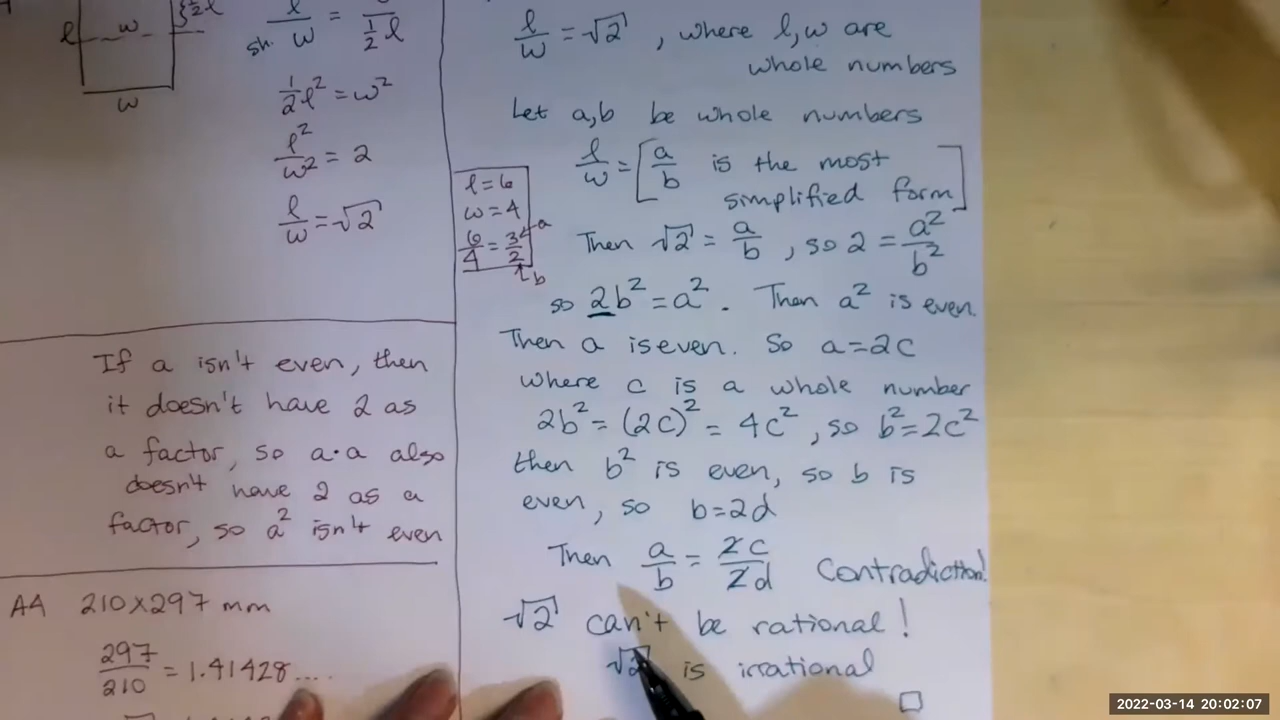 l w }½l
w
sh. l/w = /½l
½l² = w²
l²/w² = 2
l/w = √2
If a isn't even, then
it doesn't have 2 as
a factor, so a·a also
doesn't have 2 as a
factor, so a² isn't even
A4 210×297 mm
297/210 = 1.41428....
l/w = √2, where l,w are
whole numbers
Let a,b be whole numbers
l/w = [a/b is the most
simplified form]
l=6
w=4
6/4 = 3/2 a
b
Then √2 = a/b, so 2 = a²/b²
so 2b² = a². Then a² is even.
Then a is even. So a=2c
where c is a whole number
2b² = (2c)² = 4c², so b²=2c²
then b² is even, so b is
even, so b=2d
Then a/b = 2c/2d Contradiction!
√2 can't be rational!
√2 is irrational
□
2022-03-14 20:02:07